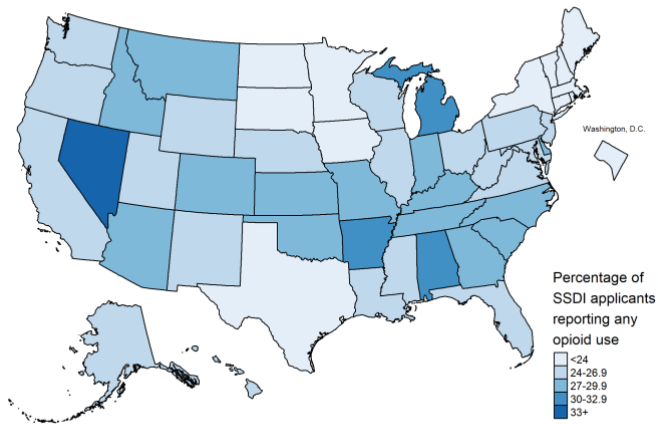 Washington, D.C.
Percentage of
SSDI applicants
reporting any
opioid use
<24
24-26.9
27-29.9
30-32.9
33+